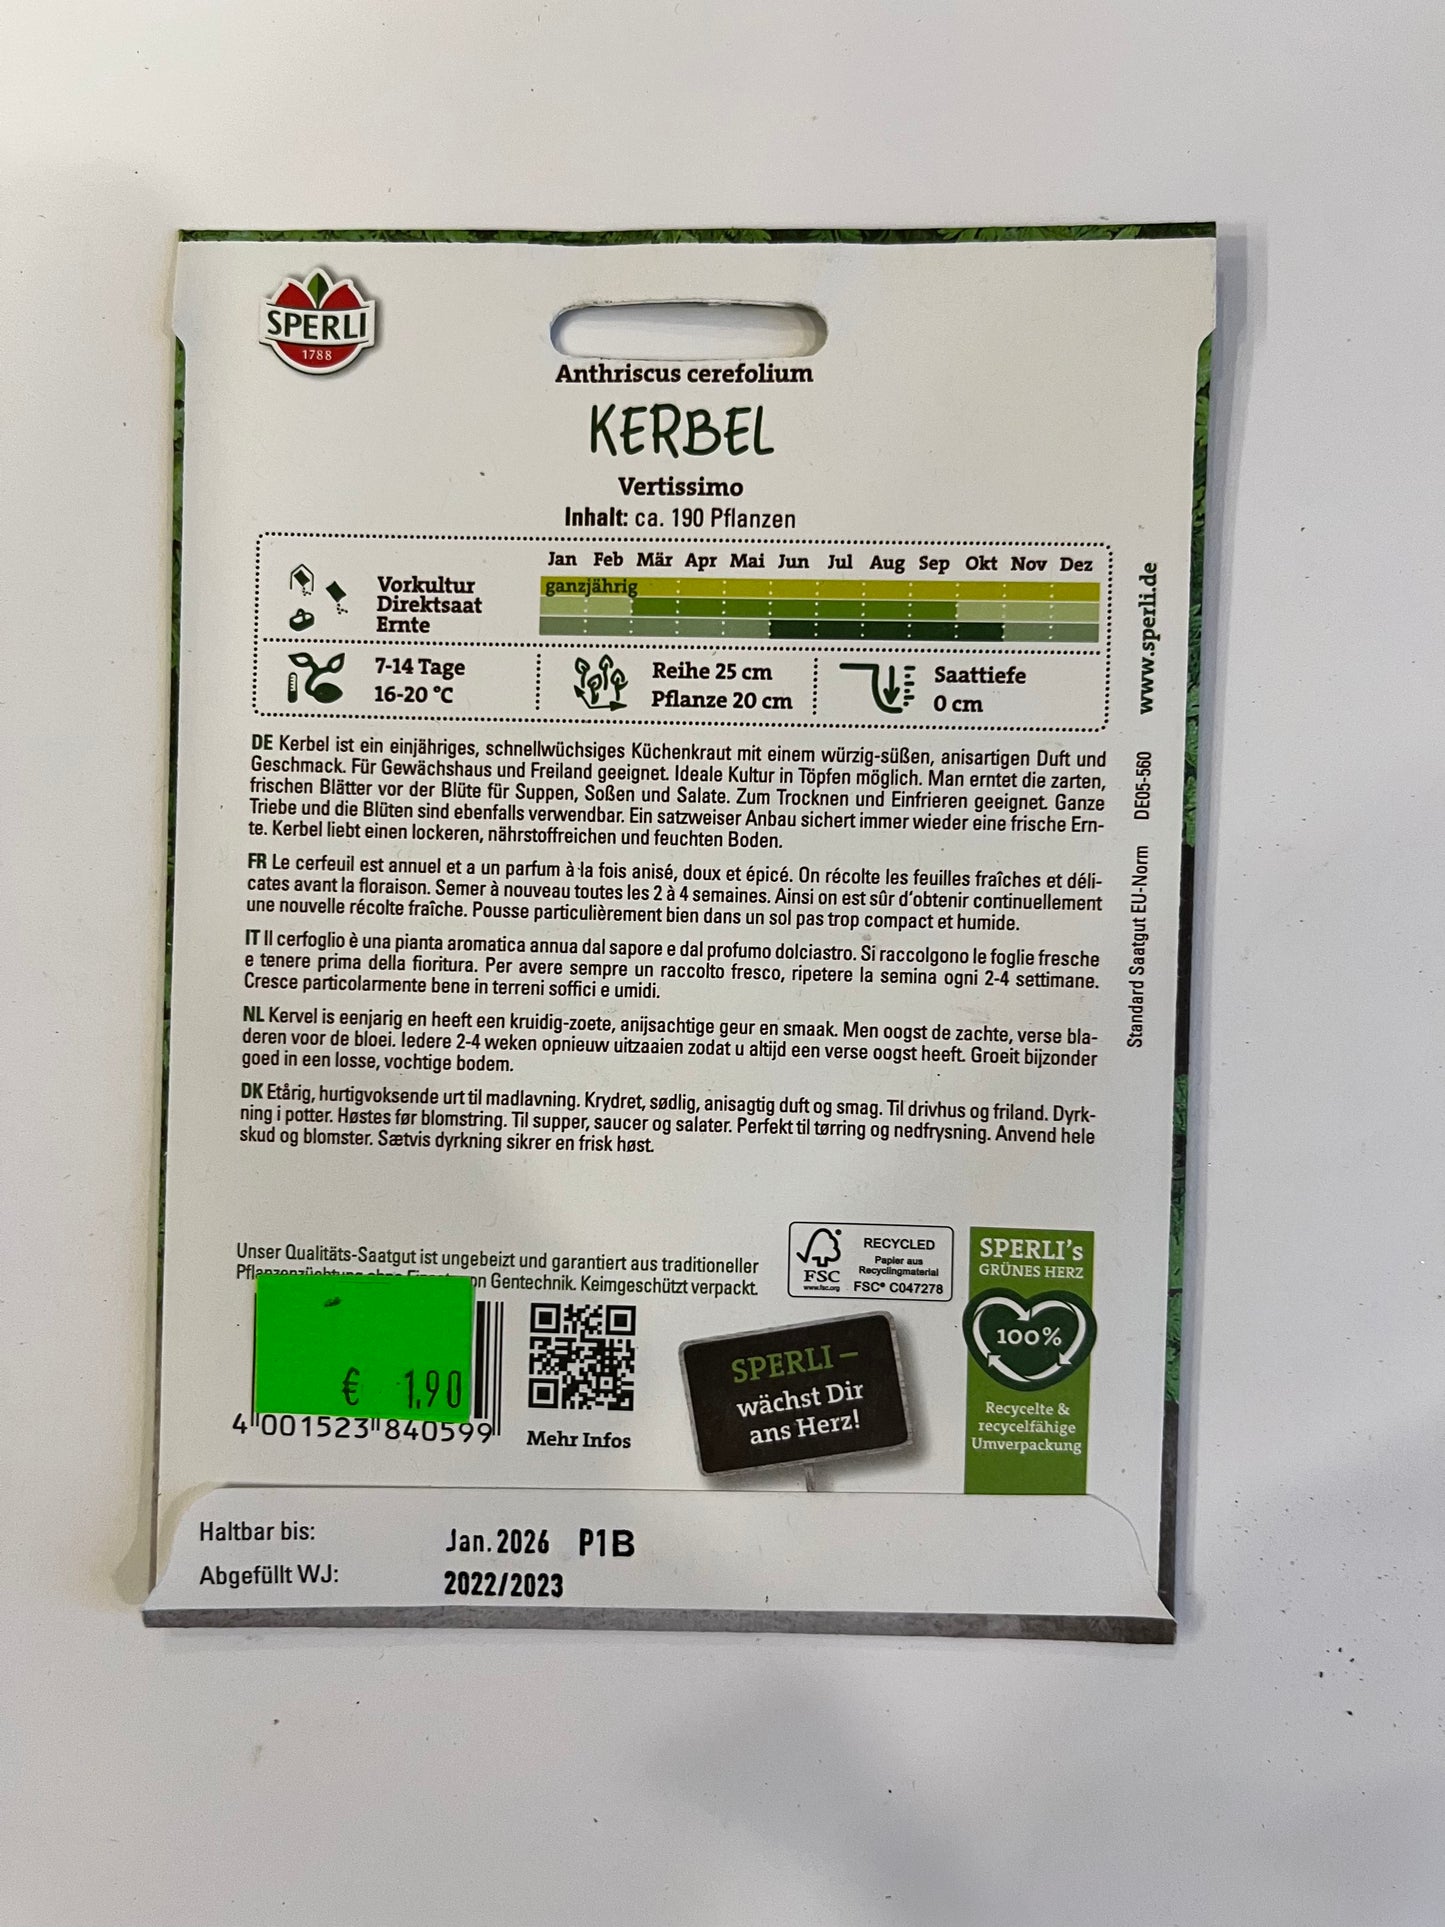 SPERLI
1788
Anthriscus cerefolium
KERBEL
Vertissimo
Inhalt: ca. 190 Pflanzen
Jan Feb Mär Apr Mai Jun Jul Aug Sep Okt Nov Dez
Vorkultur ganzjährig
Direktsaat
Ernte
7-14 Tage
16-20 °C
Reihe 25 cm
Pflanze 20 cm
Saattiefe
0 cm
DE Kerbel ist ein einjähriges, schnellwüchsiges Küchenkraut mit einem würzig-süßen, anisartigen Duft und
Geschmack. Für Gewächshaus und Freiland geeignet. Ideale Kultur in Töpfen möglich. Man erntet die zarten,
frischen Blätter vor der Blüte für Suppen, Soßen und Salate. Zum Trocknen und Einfrieren geeignet. Ganze
Triebe und die Blüten sind ebenfalls verwendbar. Ein satzweiser Anbau sichert immer wieder eine frische Ern-
te. Kerbel liebt einen lockeren, nährstoffreichen und feuchten Boden.
FR Le cerfeuil est annuel et a un parfum à la fois anisé, doux et épicé. On récolte les feuilles fraîches et déli-
cates avant la floraison. Semer à nouveau toutes les 2 à 4 semaines. Ainsi on est sûr d'obtenir continuellement
une nouvelle récolte fraîche. Pousse particulièrement bien dans un sol pas trop compact et humide.
IT Il cerfoglio è una pianta aromatica annua dal sapore e dal profumo dolciastro. Si raccolgono le foglie fresche
e tenere prima della fioritura. Per avere sempre un raccolto fresco, ripetere la semina ogni 2-4 settimane.
Cresce particolarmente bene in terreni soffici e umidi.
NL Kervel is eenjarig en heeft een kruidig-zoete, anijsachtige geur en smaak. Men oogst de zachte, verse bla-
deren voor de bloei. Iedere 2-4 weken opnieuw uitzaaien zodat u altijd een verse oogst heeft. Groeit bijzonder
goed in een losse, vochtige bodem.
DK Etårig, hurtigvoksende urt til madlavning. Krydret, sødlig, anisagtig duft og smag. Til drivhus og friland. Dyrk-
ning i potter. Høstes før blomstring. Til supper, saucer og salater. Perfekt til tørring og nedfrysning. Anvend hele
skud og blomster. Sætvis dyrkning sikrer en frisk høst.
www.sperli.de
DE05-560
Standard Saatgut EU-Norm
Unser Qualitäts-Saatgut ist ungebeizt und garantiert aus traditioneller
Gentechnik. Keimgeschützt verpackt.
€ 1,90
4 001523 840599
Mehr Infos
FSC
www.fsc.org
RECYCLED
Papier aus
Recyclingmaterial
FSC® C047278
SPERLI –
wächst Dir
ans Herz!
SPERLI's
GRÜNES HERZ
100%
Recycelte &
recycelfähige
Umverpackung
Haltbar bis: Jan. 2026 P1B
Abgefüllt WJ: 2022/2023